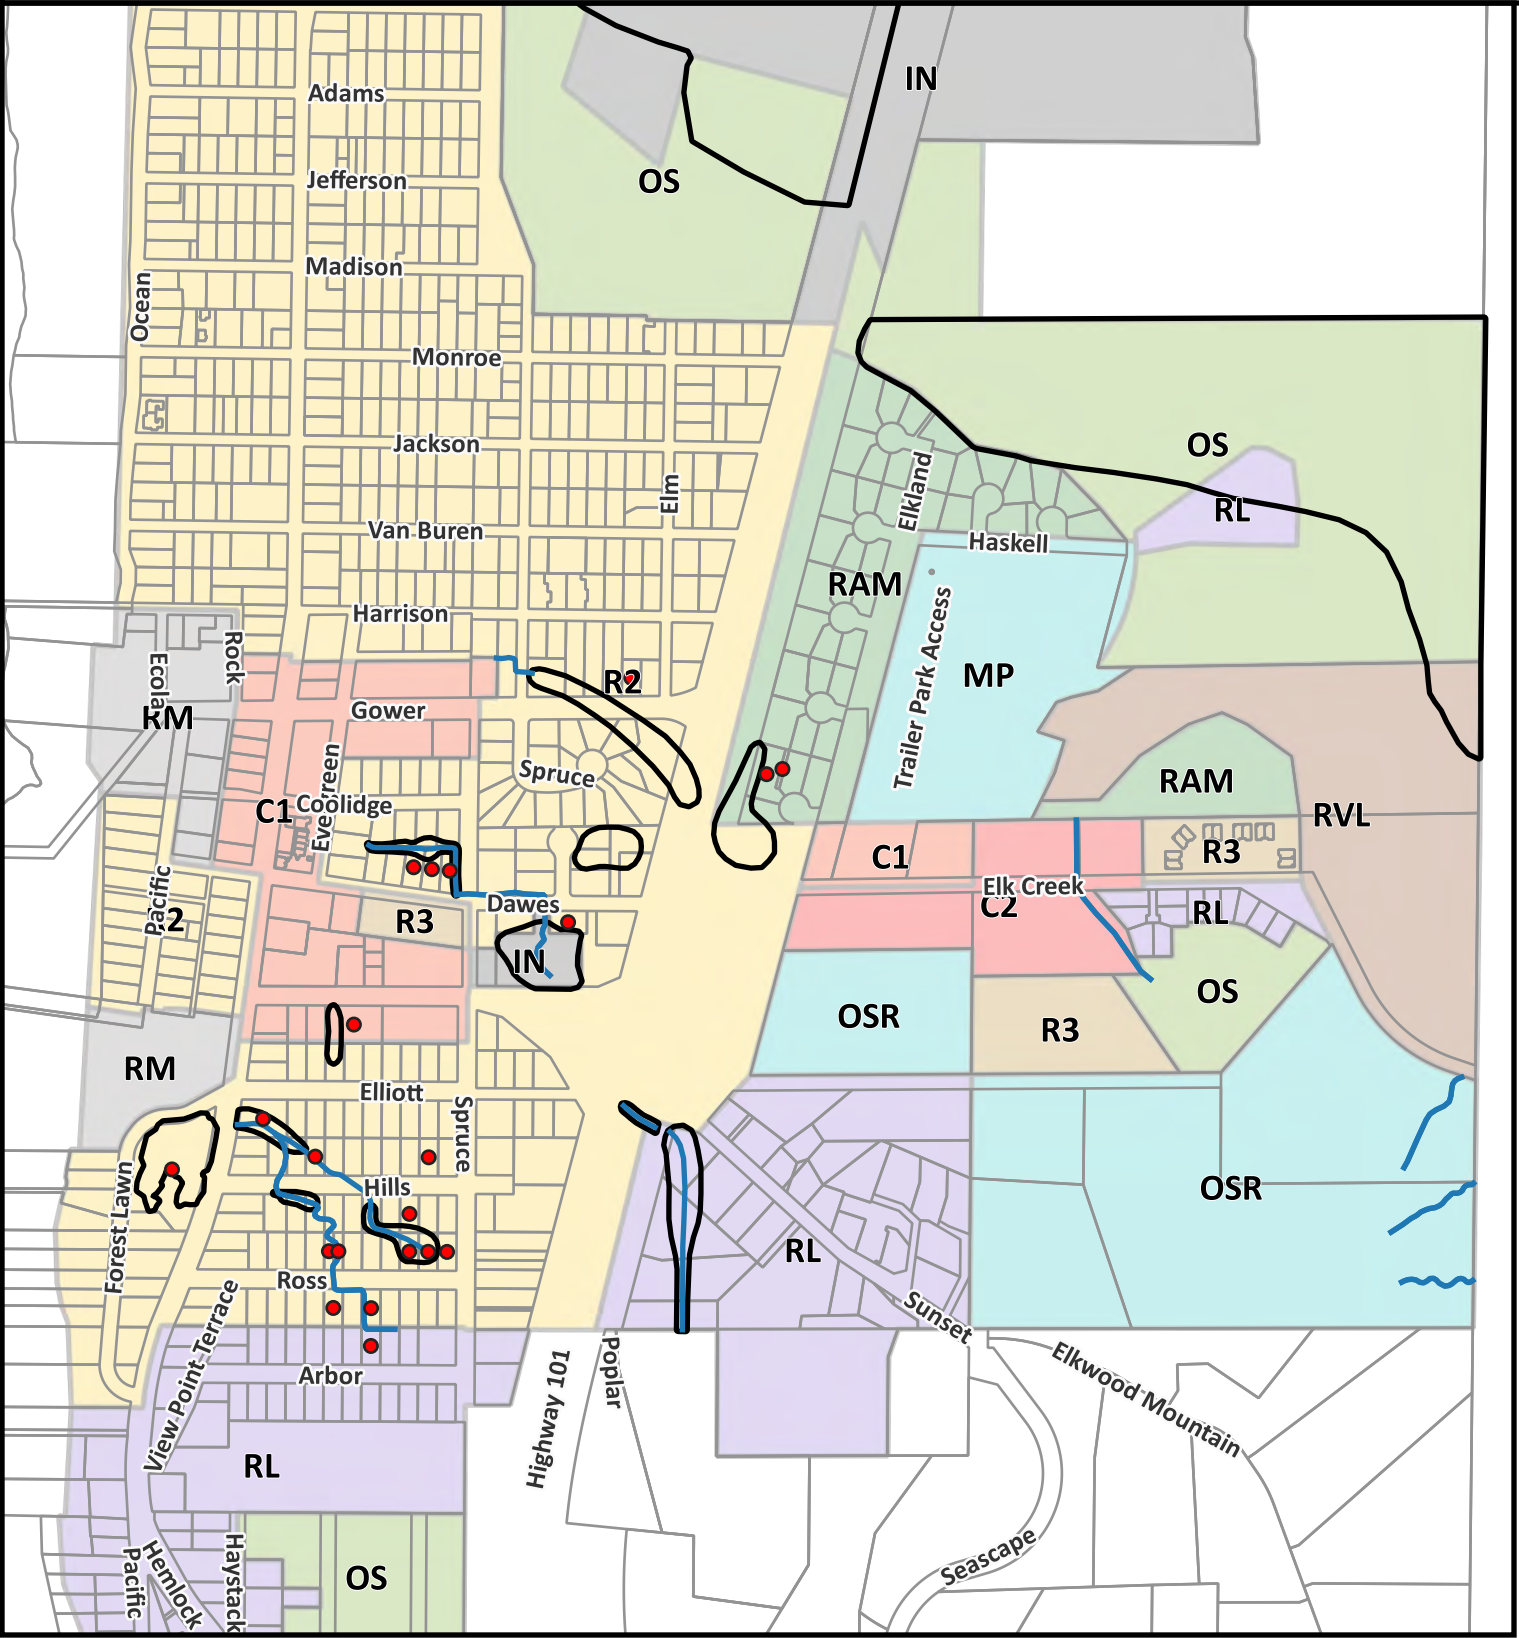 IN
Adams
Jefferson
OS
Madison
Ocean
Monroe
Jackson
OS
Elm
Elkland
RL
Van Buren
Haskell
RAM
Harrison
Trailer Park Access
Rock
Ecola
R2
MP
RM
Gower
Evergreen
Spruce
RAM
C1
Coolidge
RVL
C1
R3
Elk Creek
Pacific
R3
Dawes
C2
RL
IN
OS
OSR
R3
RM
Elliott
Spruce
Hills
OSR
Forest Lawn
RL
Ross
Sunset
View Point Terrace
Arbor
Highway 101
Poplar
Elkwood Mountain
RL
Seascape
OS
Pacific
Hemlock
Haystack